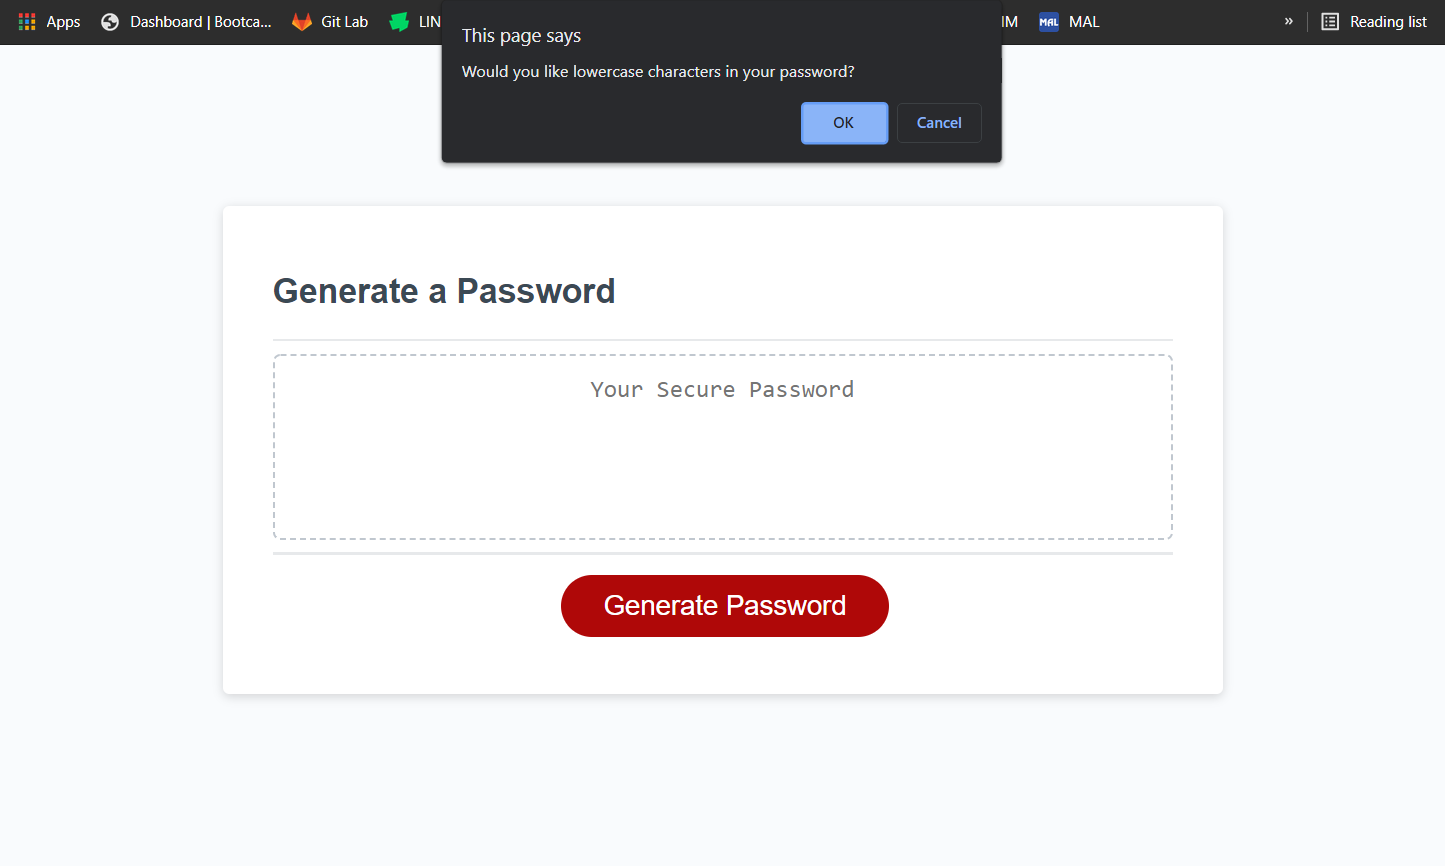 Apps Dashboard | Bootca... Git Lab LIN IM MAL MAL » Reading list
This page says
Would you like lowercase characters in your password?
OK Cancel
Generate a Password
Your Secure Password
Generate Password